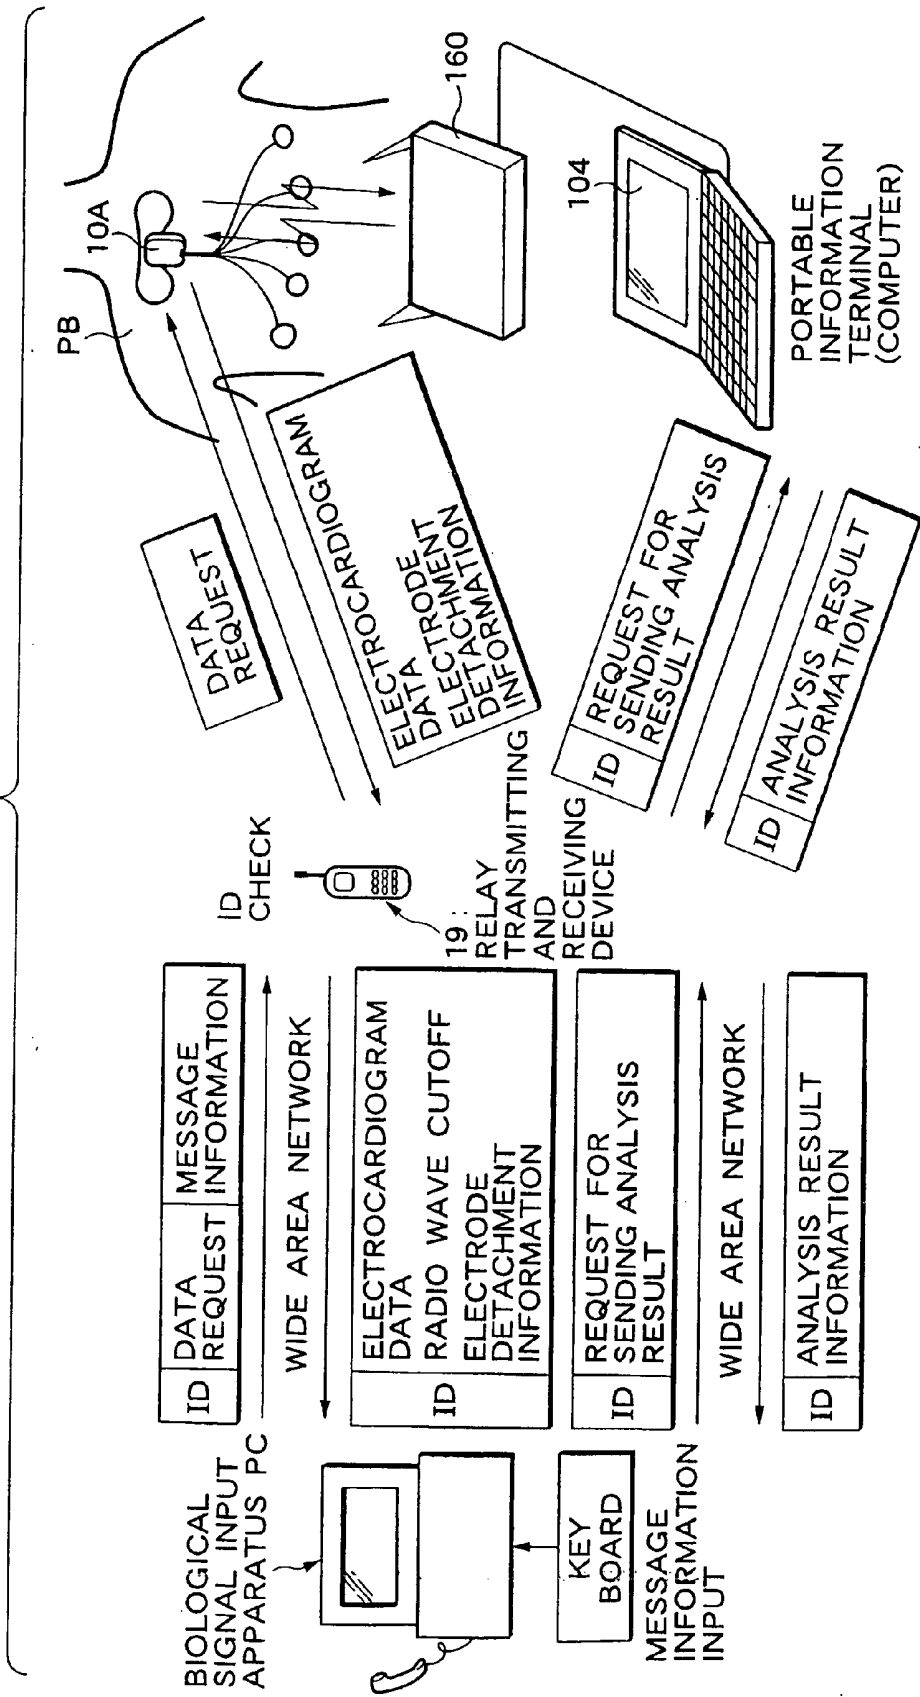 BIOLOGICAL
SIGNAL INPUT
APPARATUS PC
KEY
BOARD
MESSAGE
INFORMATION
INPUT
ID
DATA
REQUEST
MESSAGE
INFORMATION
WIDE AREA NETWORK
ID
ELECTROCARDIOGRAM
DATA
RADIO WAVE CUTOFF
ELECTRODE
DETACHMENT
INFORMATION
ID
REQUEST FOR
SENDING ANALYSIS
RESULT
WIDE AREA NETWORK
ID
ANALYSIS RESULT
INFORMATION
ID
CHECK
19 :
RELAY
TRANSMITTING
AND
RECEIVING
DEVICE
DATA
REQUEST
ELECTROCARDIOGRAM
ELECTRODE
DATA
ELECTRODE
DETACHMENT
INFORMATION
ID
REQUEST FOR
SENDING ANALYSIS
RESULT
ID
ANALYSIS RESULT
INFORMATION
PB
10A
160
104
PORTABLE
INFORMATION
TERMINAL
(COMPUTER)